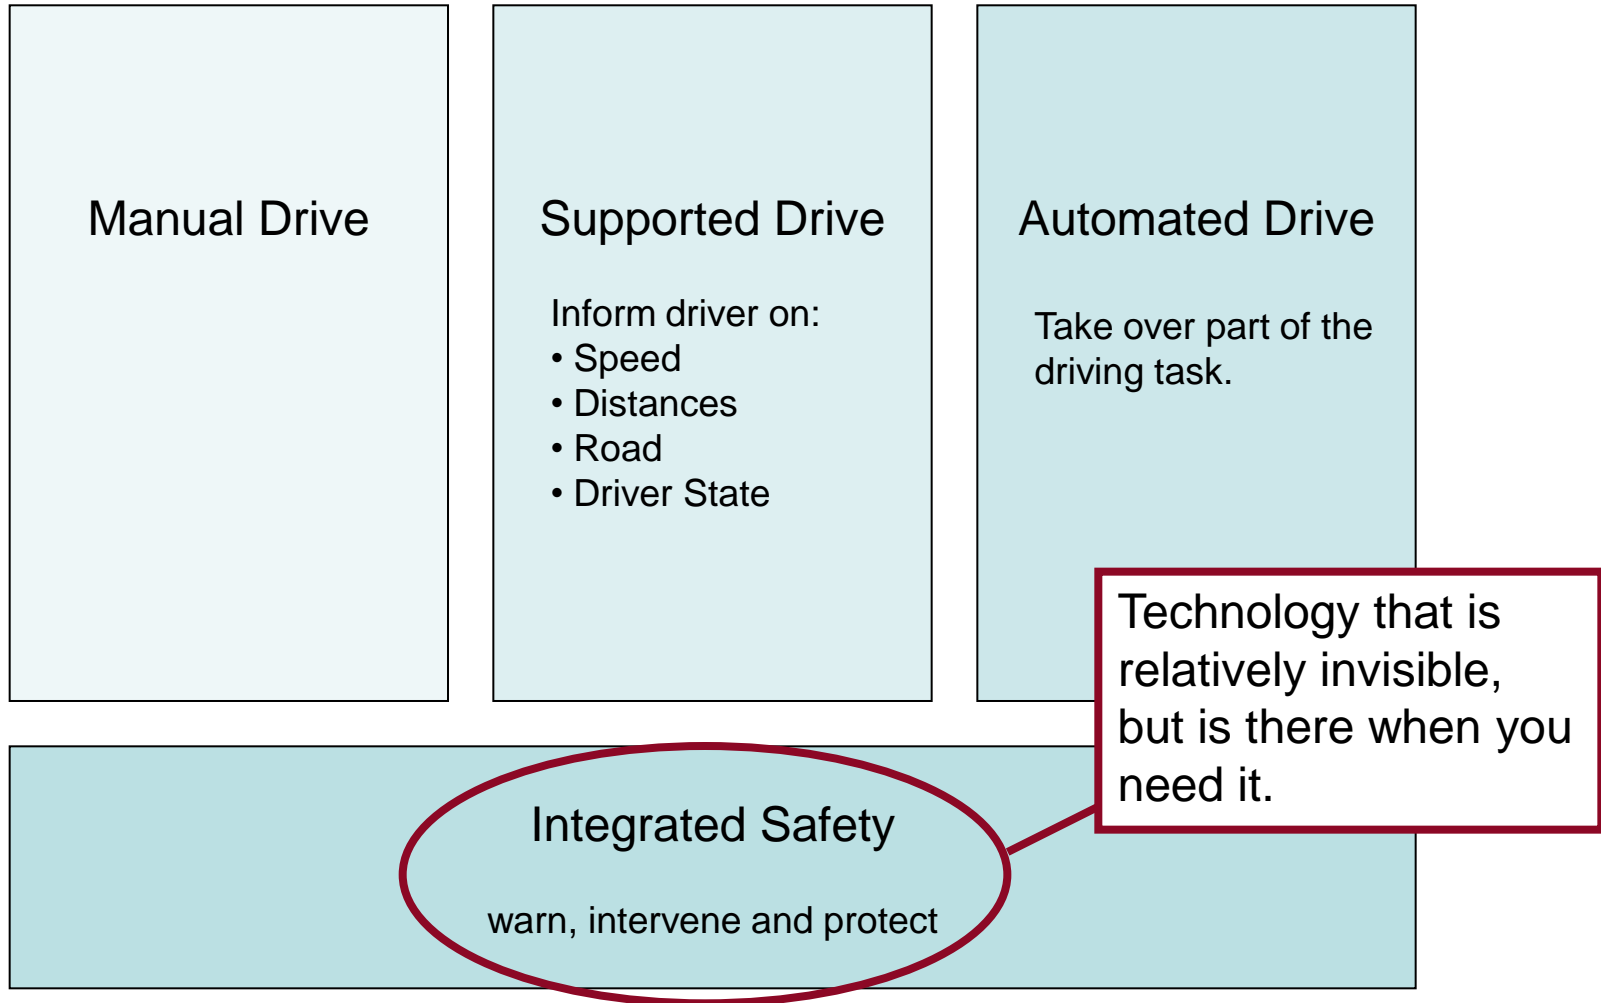 Manual Drive
Supported Drive
Inform driver on:
• Speed
• Distances
• Road
• Driver State
Automated Drive
Take over part of the
driving task.
Technology that is
relatively invisible,
but is there when you
need it.
Integrated Safety
warn, intervene and protect